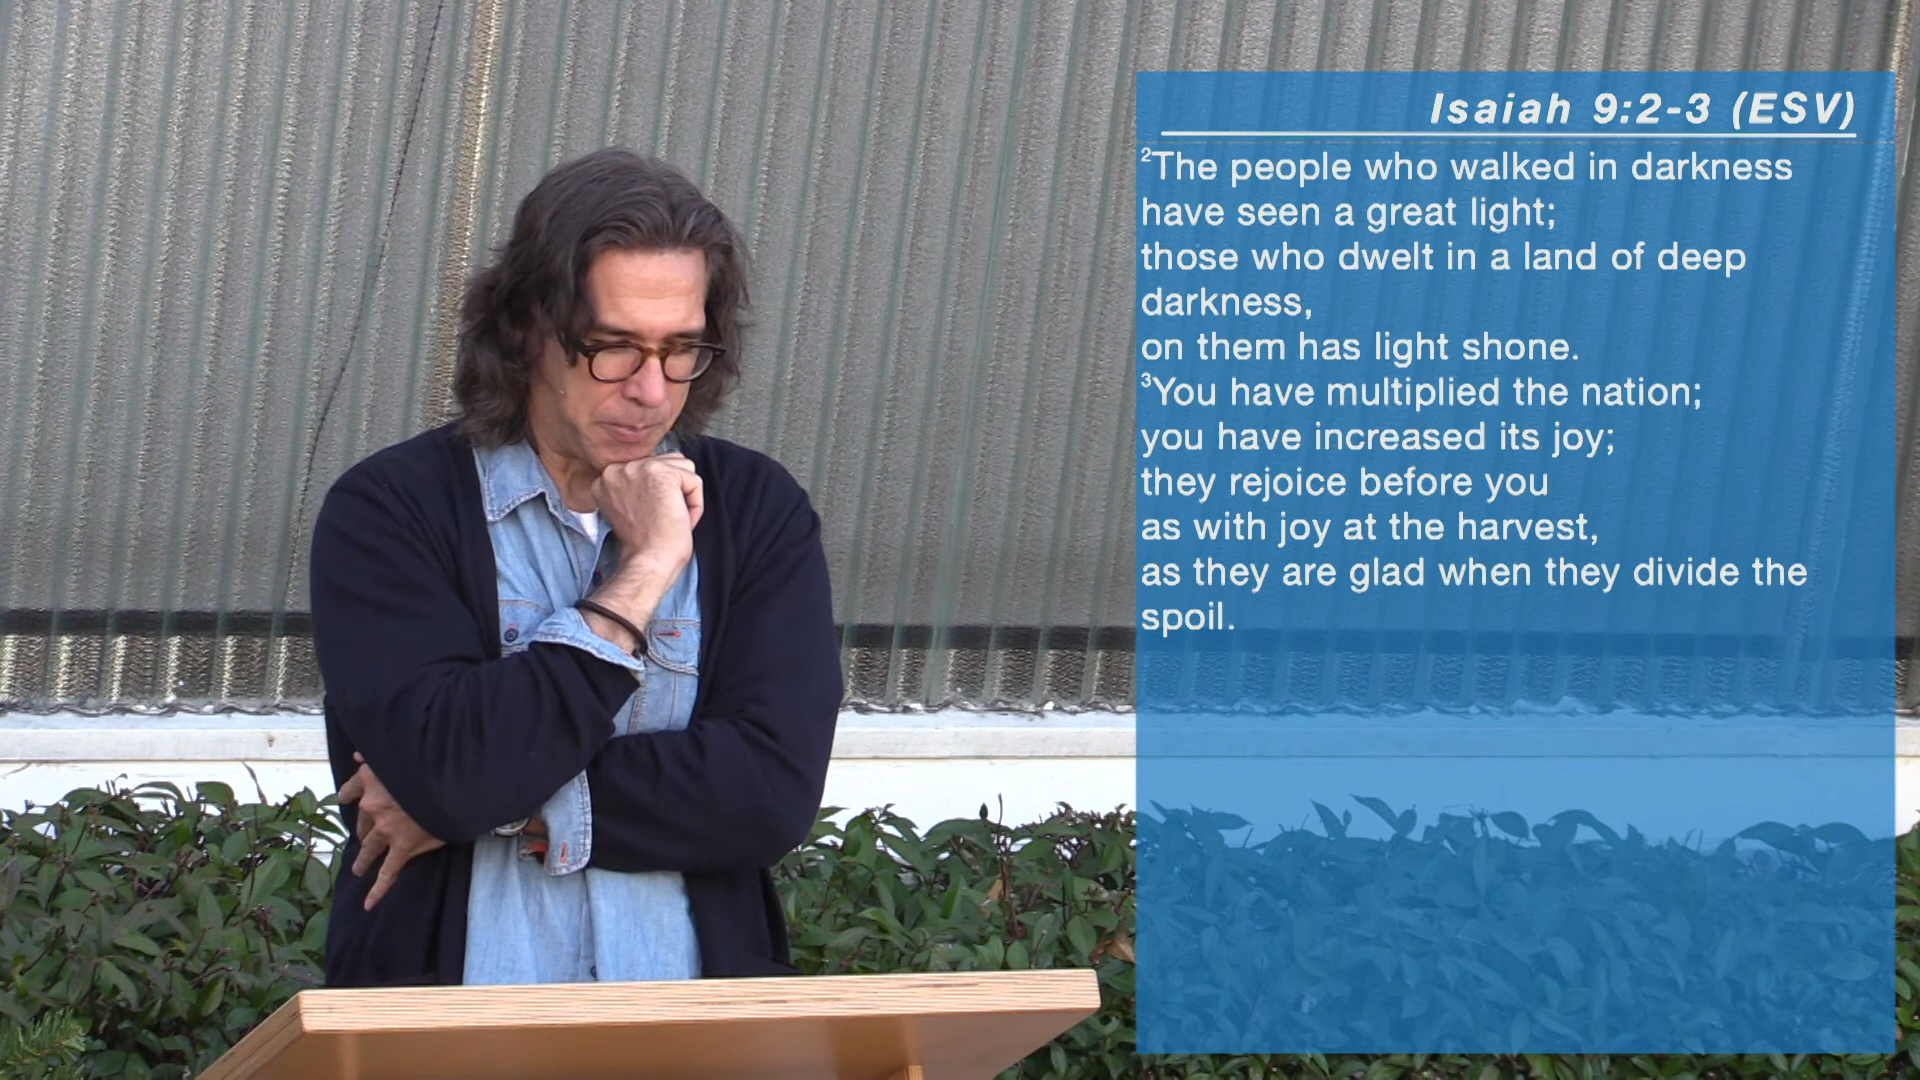 Isaiah 9:2-3 (ESV)
²The people who walked in darkness
have seen a great light;
those who dwelt in a land of deep
darkness,
on them has light shone.
³You have multiplied the nation;
you have increased its joy;
they rejoice before you
as with joy at the harvest,
as they are glad when they divide the
spoil.